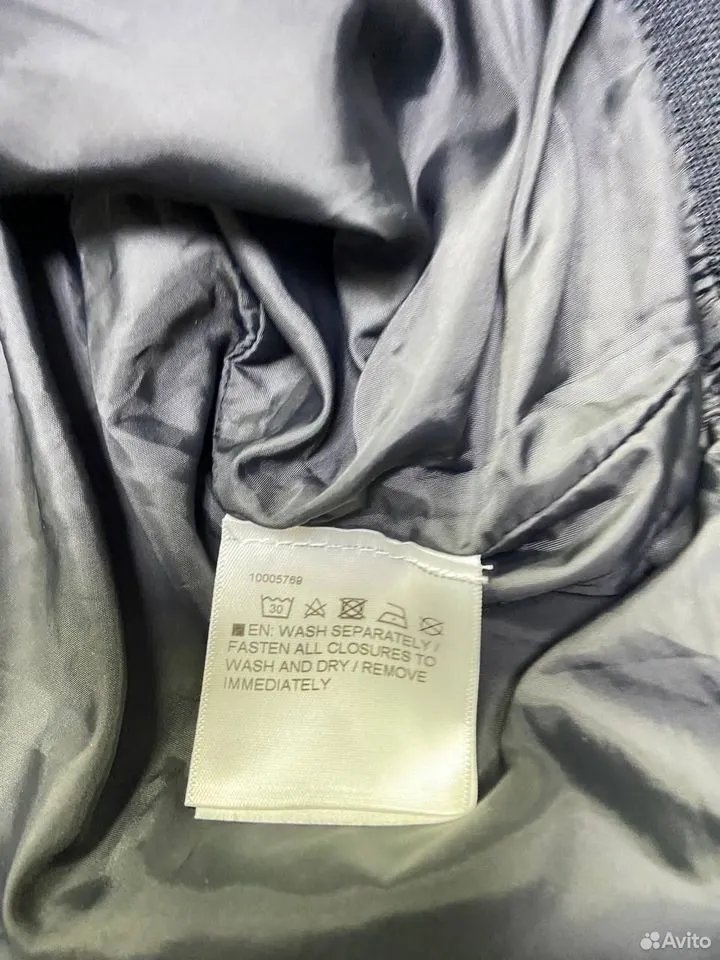 10005769
30
EN: WASH SEPARATELY /
FASTEN ALL CLOSURES TO
WASH AND DRY / REMOVE
IMMEDIATELY
Avito